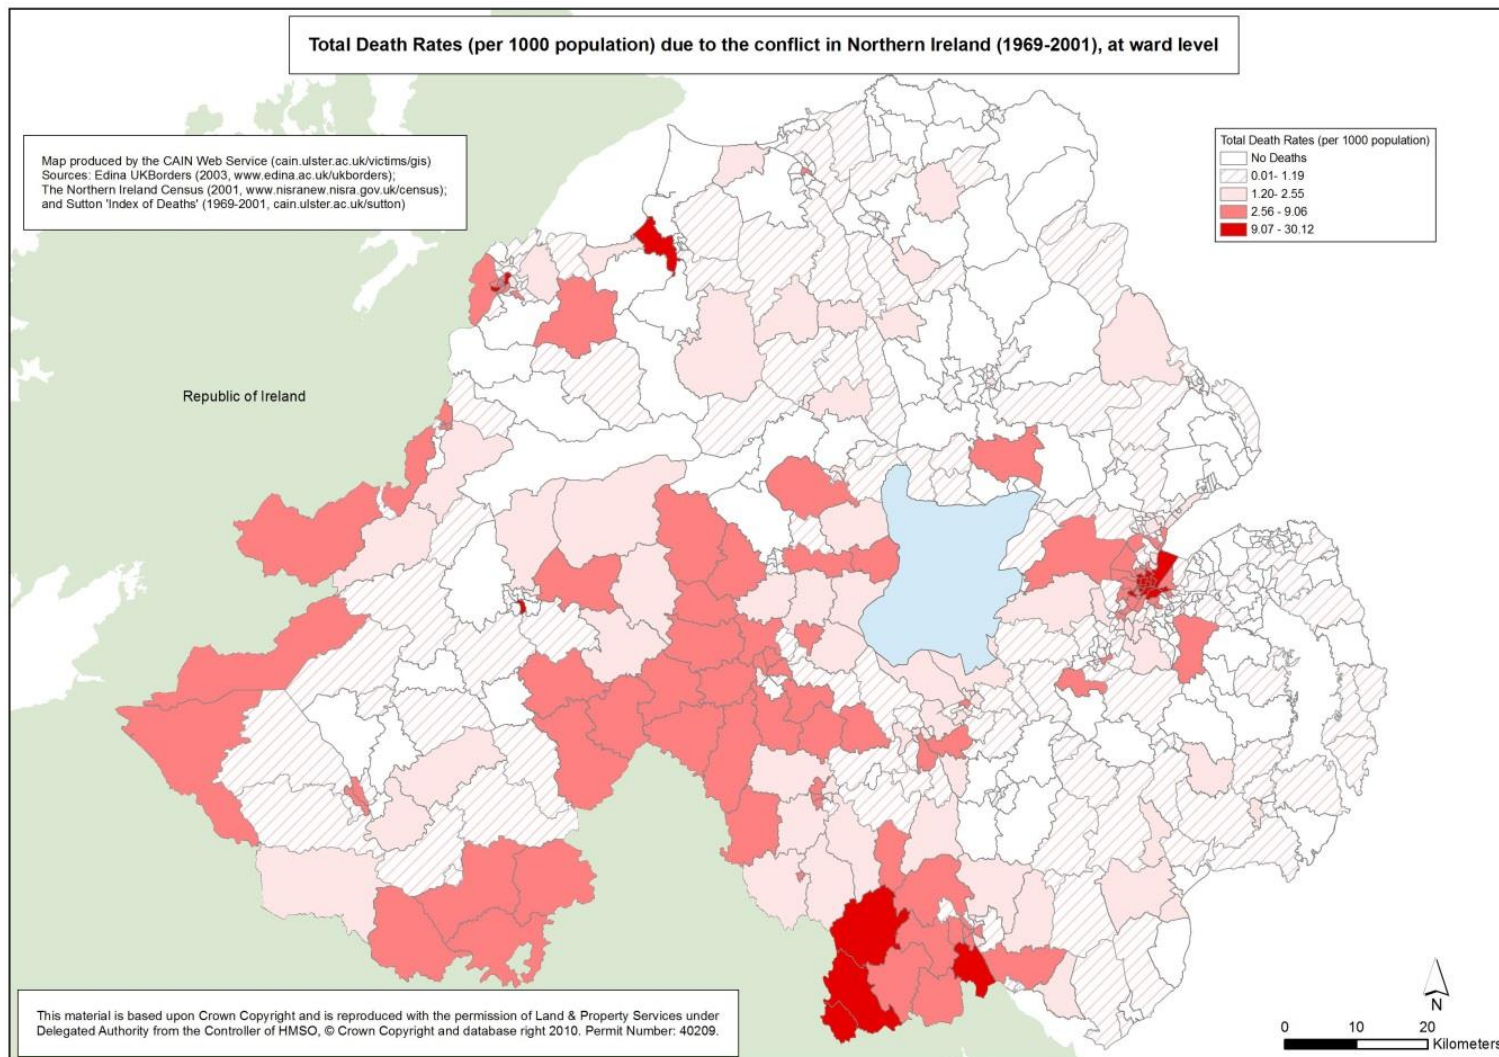 Total Death Rates (per 1000 population) due to the conflict in Northern Ireland (1969-2001), at ward level
Map produced by the CAIN Web Service (cain.ulster.ac.uk/victims/gis)
Sources: Edina UKBorders (2003, www.edina.ac.uk/ukborders);
The Northern Ireland Census (2001, www.nisranew.nisra.gov.uk/census);
and Sutton 'Index of Deaths' (1969-2001, cain.ulster.ac.uk/sutton)
Total Death Rates (per 1000 population)
No Deaths
0.01- 1.19
1.20- 2.55
2.56 - 9.06
9.07 - 30.12
Republic of Ireland
This material is based upon Crown Copyright and is reproduced with the permission of Land & Property Services under
Delegated Authority from the Controller of HMSO, © Crown Copyright and database right 2010. Permit Number: 40209.
N
0 10 20
Kilometers